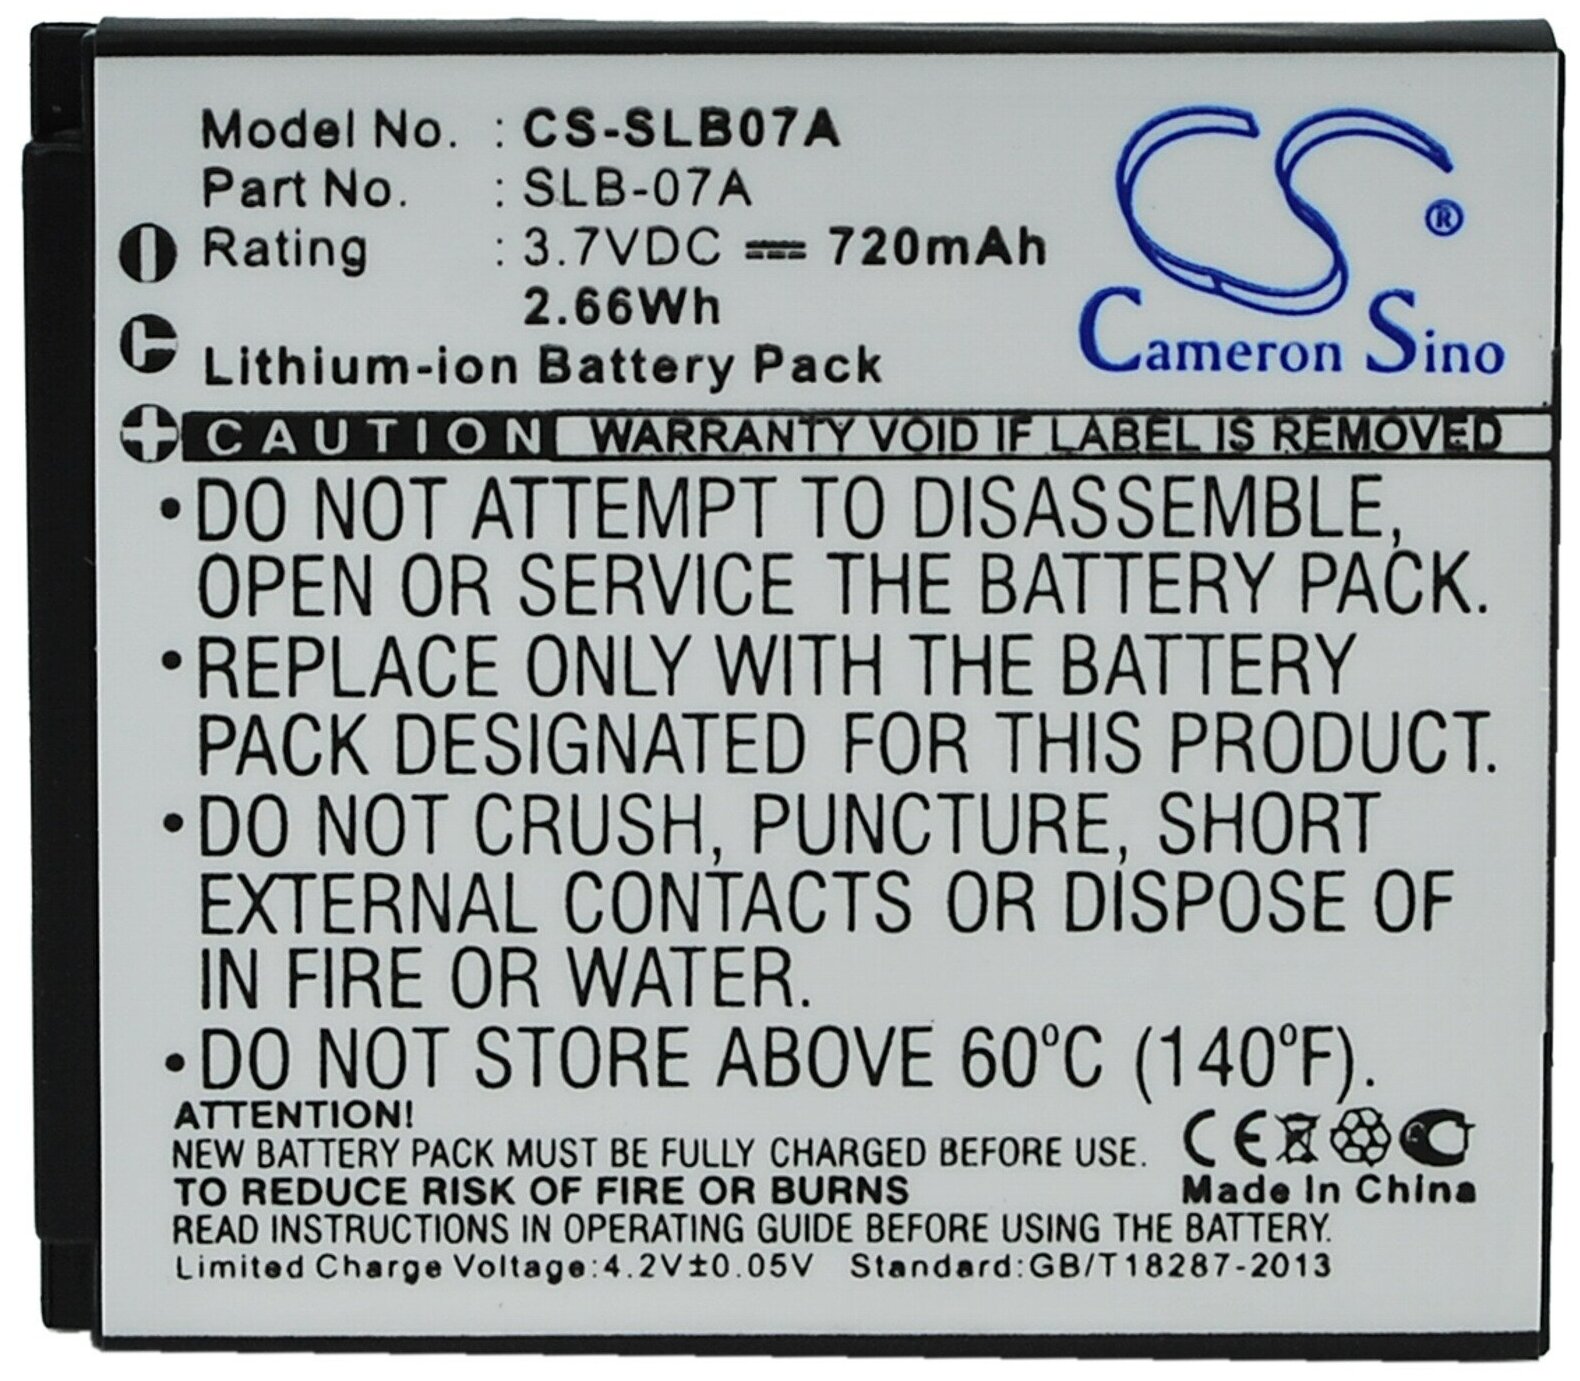 Model No. : CS-SLB07A
Part No. : SLB-07A
Rating : 3.7VDC 720mAh
2.66Wh
Lithium-ion Battery Pack
CS ®
Cameron Sino
C
CAUTION WARRANTY VOID IF LABEL IS REMOVED
•DO NOT ATTEMPT TO DISASSEMBLE,
OPEN OR SERVICE THE BATTERY PACK.
•REPLACE ONLY WITH THE BATTERY
PACK DESIGNATED FOR THIS PRODUCT.
•DO NOT CRUSH, PUNCTURE, SHORT
EXTERNAL CONTACTS OR DISPOSE OF
IN FIRE OR WATER.
•DO NOT STORE ABOVE 60ºC (140ºF).
ATTENTION!
NEW BATTERY PACK MUST BE FULLY CHARGED BEFORE USE.
TO REDUCE RISK OF FIRE OR BURNS
READ INSTRUCTIONS IN OPERATING GUIDE BEFORE USING THE BATTERY.
Limited Charge Voltage:4.2V±0.05V Standard:GB/T18287-2013
CE
Made In China